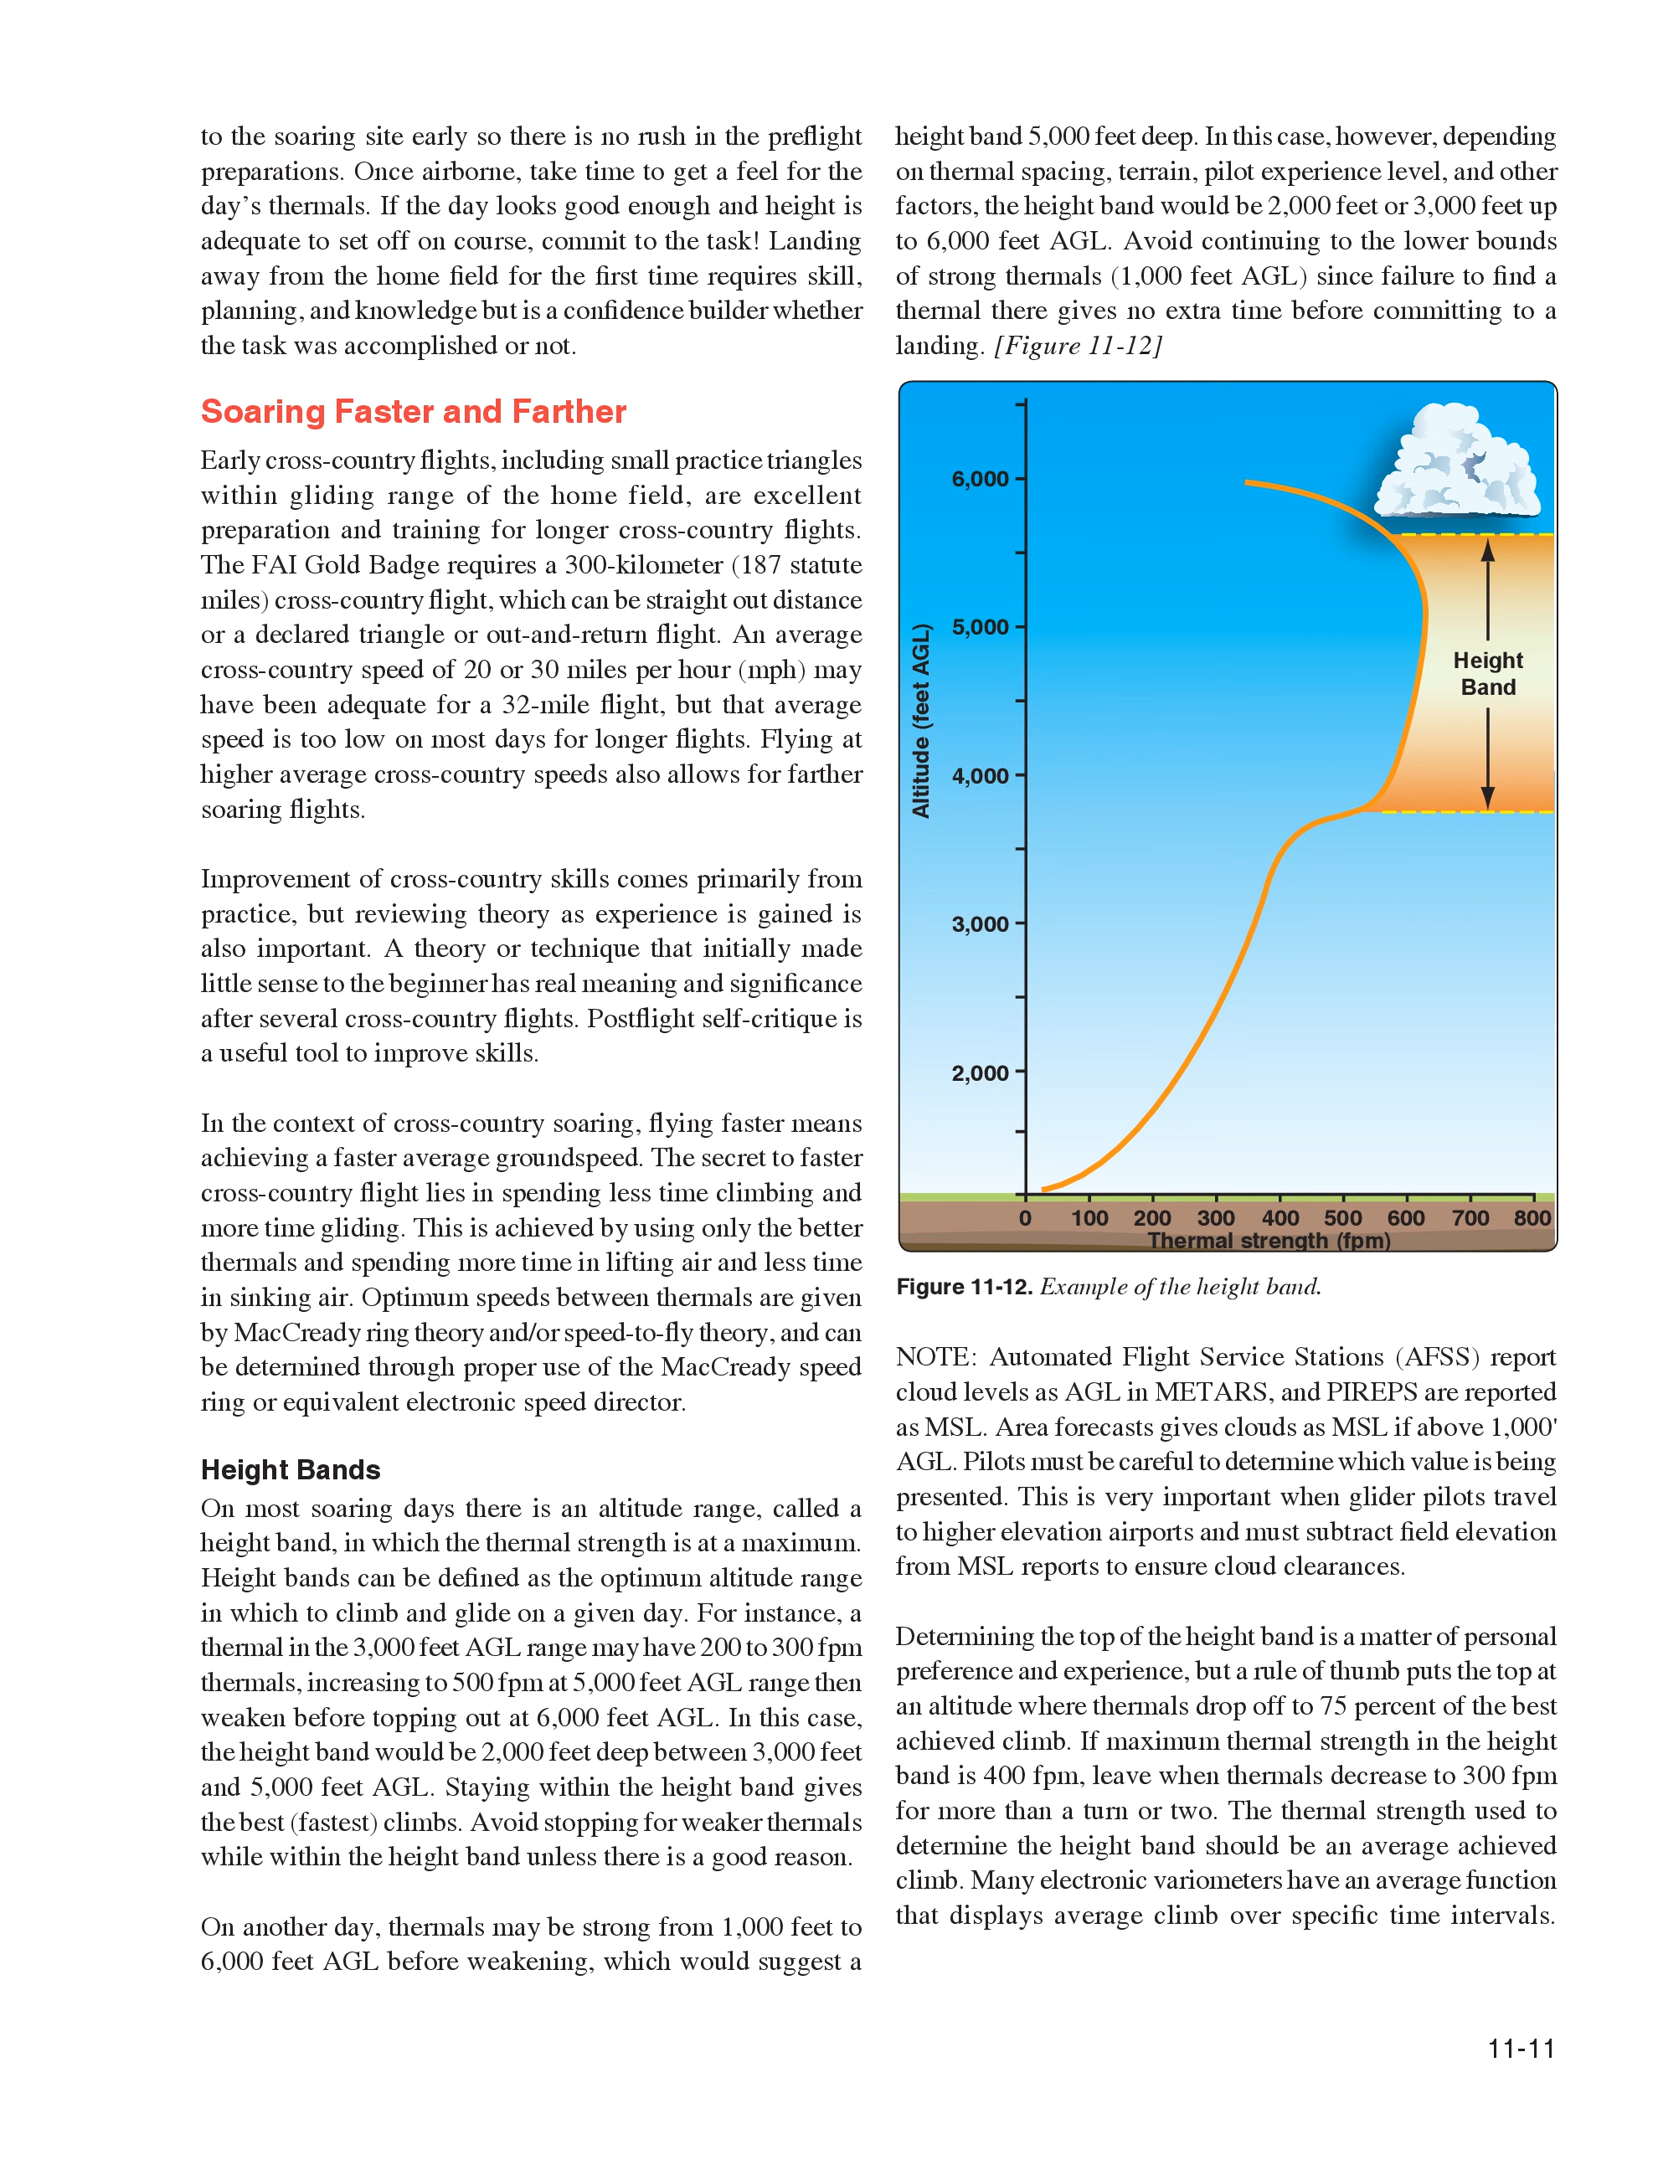 to the soaring site early so there is no rush in the preflight
preparations. Once airborne, take time to get a feel for the
day’s thermals. If the day looks good enough and height is
adequate to set off on course, commit to the task! Landing
away from the home field for the first time requires skill,
planning, and knowledge but is a confidence builder whether
the task was accomplished or not.
Soaring Faster and Farther
Early cross-country flights, including small practice triangles
within gliding range of the home field, are excellent
preparation and training for longer cross-country flights.
The FAI Gold Badge requires a 300-kilometer (187 statute
miles) cross-country flight, which can be straight out distance
or a declared triangle or out-and-return flight. An average
cross-country speed of 20 or 30 miles per hour (mph) may
have been adequate for a 32-mile flight, but that average
speed is too low on most days for longer flights. Flying at
higher average cross-country speeds also allows for farther
soaring flights.
Improvement of cross-country skills comes primarily from
practice, but reviewing theory as experience is gained is
also important. A theory or technique that initially made
little sense to the beginner has real meaning and significance
after several cross-country flights. Postflight self-critique is
a useful tool to improve skills.
In the context of cross-country soaring, flying faster means
achieving a faster average groundspeed. The secret to faster
cross-country flight lies in spending less time climbing and
more time gliding. This is achieved by using only the better
thermals and spending more time in lifting air and less time
in sinking air. Optimum speeds between thermals are given
by MacCready ring theory and/or speed-to-fly theory, and can
be determined through proper use of the MacCready speed
ring or equivalent electronic speed director.
Height Bands
On most soaring days there is an altitude range, called a
height band, in which the thermal strength is at a maximum.
Height bands can be defined as the optimum altitude range
in which to climb and glide on a given day. For instance, a
thermal in the 3,000 feet AGL range may have 200 to 300 fpm
thermals, increasing to 500 fpm at 5,000 feet AGL range then
weaken before topping out at 6,000 feet AGL. In this case,
the height band would be 2,000 feet deep between 3,000 feet
and 5,000 feet AGL. Staying within the height band gives
the best (fastest) climbs. Avoid stopping for weaker thermals
while within the height band unless there is a good reason.
On another day, thermals may be strong from 1,000 feet to
6,000 feet AGL before weakening, which would suggest a
height band 5,000 feet deep. In this case, however, depending
on thermal spacing, terrain, pilot experience level, and other
factors, the height band would be 2,000 feet or 3,000 feet up
to 6,000 feet AGL. Avoid continuing to the lower bounds
of strong thermals (1,000 feet AGL) since failure to find a
thermal there gives no extra time before committing to a
landing. [Figure 11-12]
Altitude (feet AGL)
6,000
5,000
4,000
3,000
2,000
Height
Band
0 100 200 300 400 500 600 700 800
Thermal strength (fpm)
Figure 11-12. Example of the height band.
NOTE: Automated Flight Service Stations (AFSS) report
cloud levels as AGL in METARS, and PIREPS are reported
as MSL. Area forecasts gives clouds as MSL if above 1,000'
AGL. Pilots must be careful to determine which value is being
presented. This is very important when glider pilots travel
to higher elevation airports and must subtract field elevation
from MSL reports to ensure cloud clearances.
Determining the top of the height band is a matter of personal
preference and experience, but a rule of thumb puts the top at
an altitude where thermals drop off to 75 percent of the best
achieved climb. If maximum thermal strength in the height
band is 400 fpm, leave when thermals decrease to 300 fpm
for more than a turn or two. The thermal strength used to
determine the height band should be an average achieved
climb. Many electronic variometers have an average function
that displays average climb over specific time intervals.
11-11